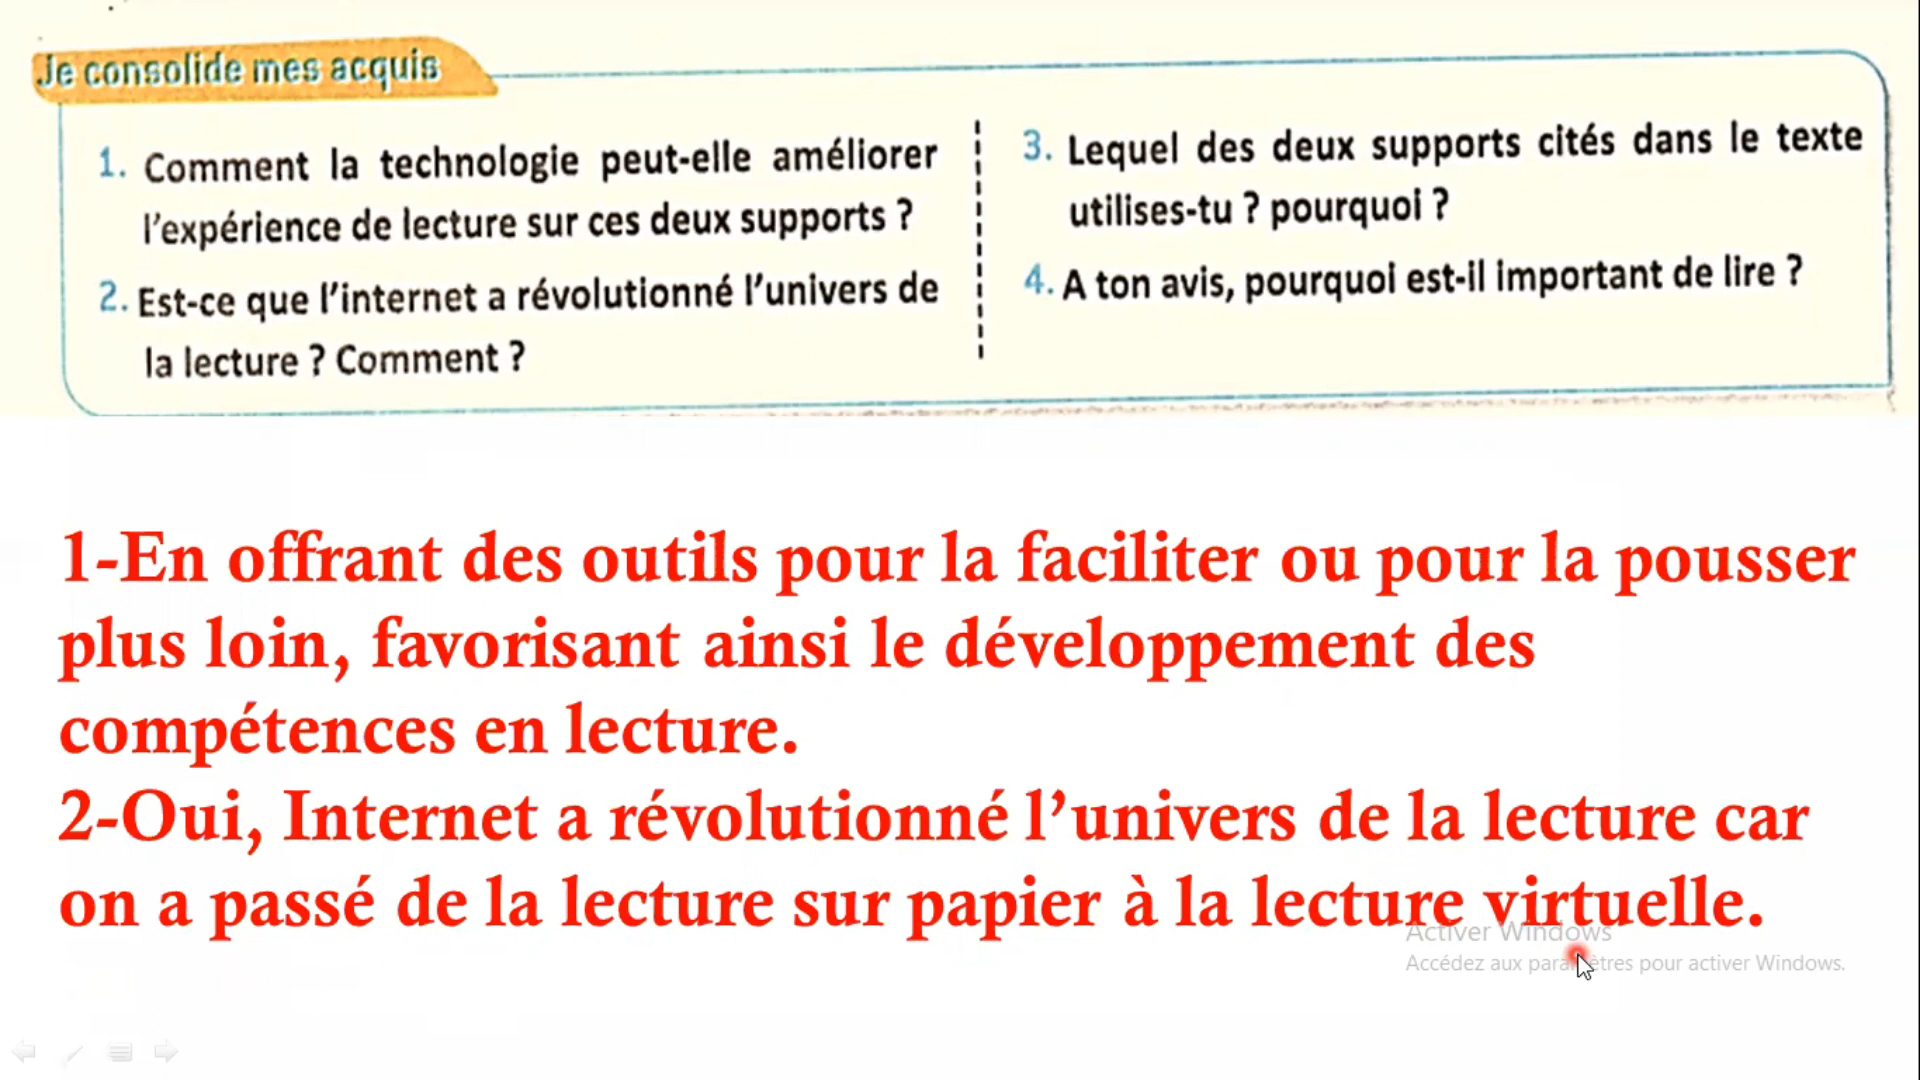 Je consolide mes acquis
1. Comment la technologie peut-elle améliorer
l'expérience de lecture sur ces deux supports ?
2. Est-ce que l'internet a révolutionné l'univers de
la lecture ? Comment ?
3. Lequel des deux supports cités dans le texte
utilises-tu ? pourquoi ?
4. A ton avis, pourquoi est-il important de lire ?
1-En offrant des outils pour la faciliter ou pour la pousser
plus loin, favorisant ainsi le développement des
compétences en lecture.
2-Oui, Internet a révolutionné l’univers de la lecture car
on a passé de la lecture sur papier à la lecture virtuelle.
Activer Windows
Accédez aux paramètres pour activer Windows.